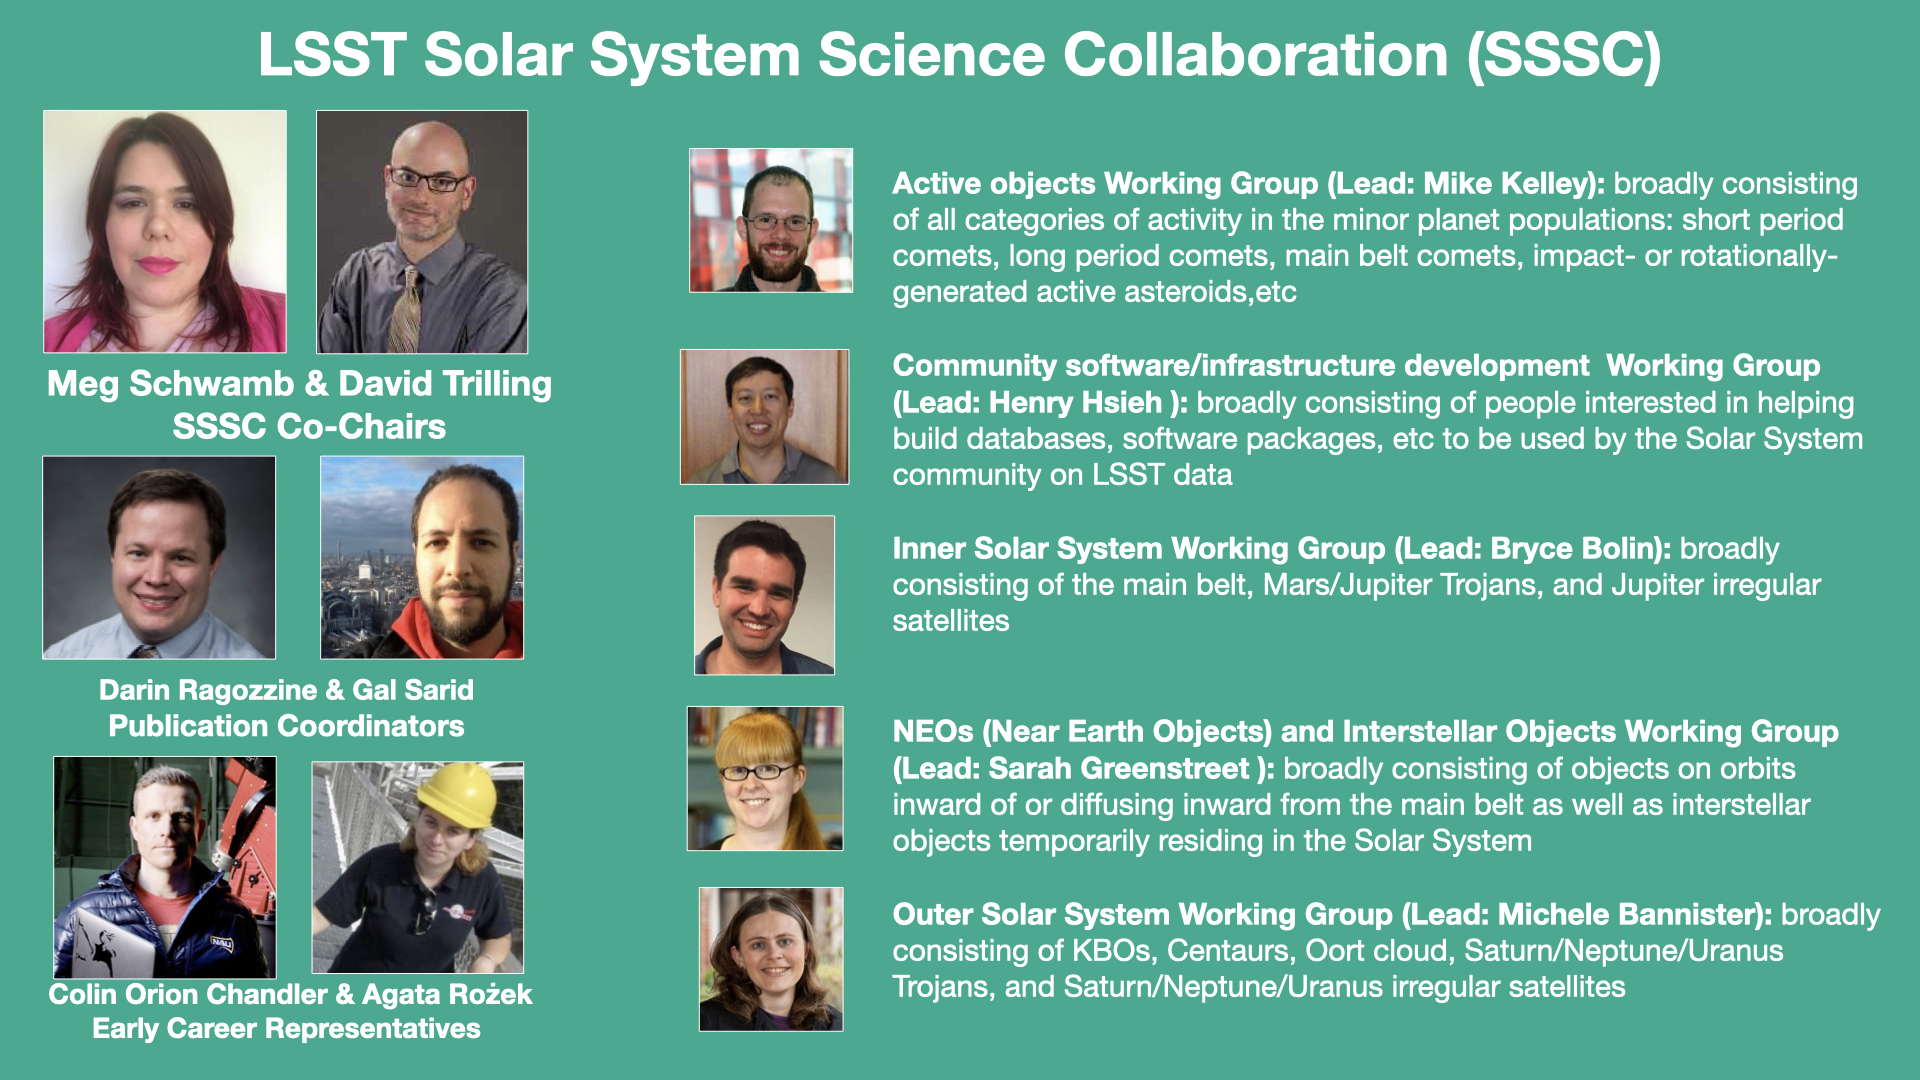 LSST Solar System Science Collaboration (SSSC)
Meg Schwamb & David Trilling
SSSC Co-Chairs
Darin Ragozzine & Gal Sarid
Publication Coordinators
NAU
Colin Orion Chandler & Agata Rożek
Early Career Representatives
Active objects Working Group (Lead: Mike Kelley): broadly consisting
of all categories of activity in the minor planet populations: short period
comets, long period comets, main belt comets, impact- or rotationally-
generated active asteroids,etc
Community software/infrastructure development  Working Group
(Lead: Henry Hsieh ): broadly consisting of people interested in helping
build databases, software packages, etc to be used by the Solar System
community on LSST data
Inner Solar System Working Group (Lead: Bryce Bolin): broadly
consisting of the main belt, Mars/Jupiter Trojans, and Jupiter irregular
satellites
NEOs (Near Earth Objects) and Interstellar Objects Working Group
(Lead: Sarah Greenstreet ): broadly consisting of objects on orbits
inward of or diffusing inward from the main belt as well as interstellar
objects temporarily residing in the Solar System
Outer Solar System Working Group (Lead: Michele Bannister): broadly
consisting of KBOs, Centaurs, Oort cloud, Saturn/Neptune/Uranus
Trojans, and Saturn/Neptune/Uranus irregular satellites